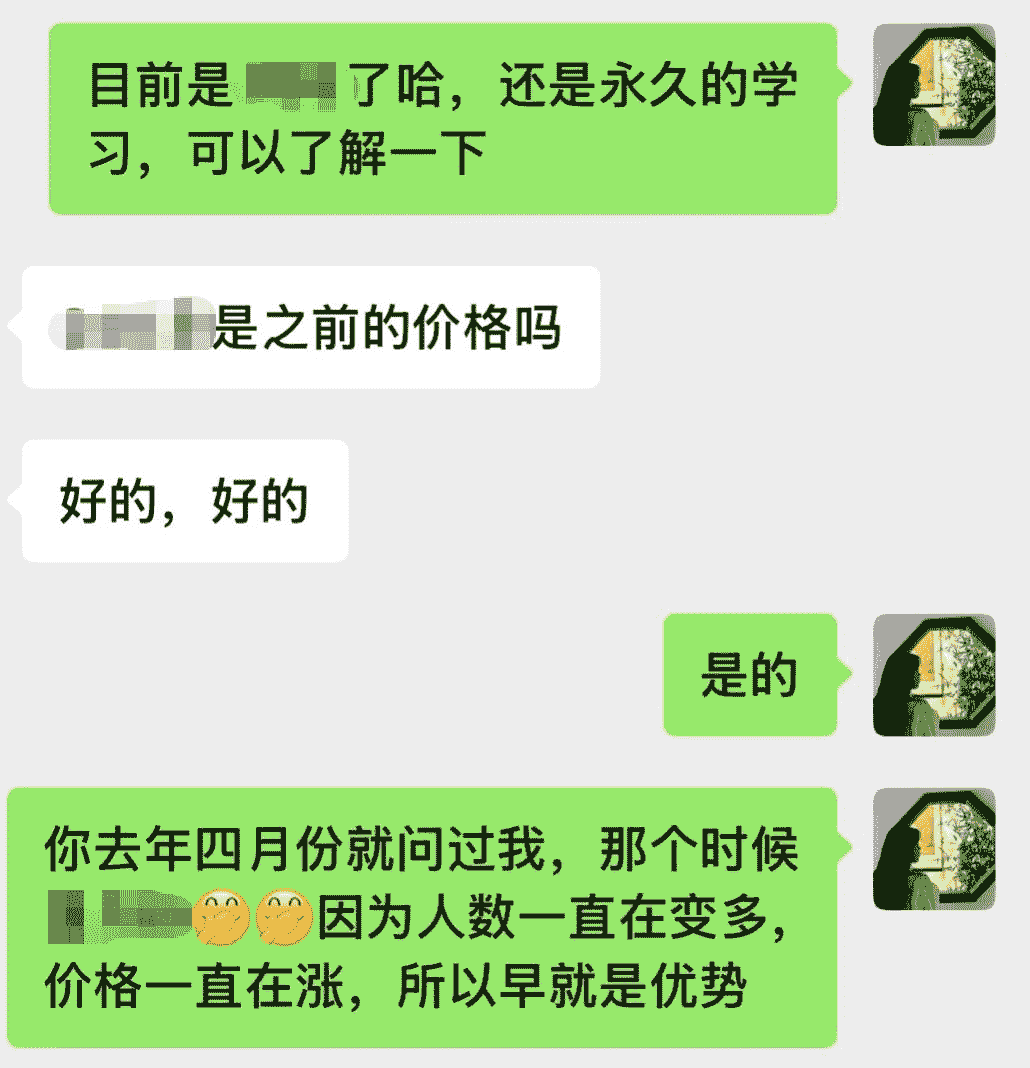 目前是了哈，还是永久的学
习，可以了解一下
是之前的价格吗
好的，好的
是的
你去年四月份就问过我，那个时候
🤭🤭因为人数一直在变多，
价格一直在涨，所以早就是优势